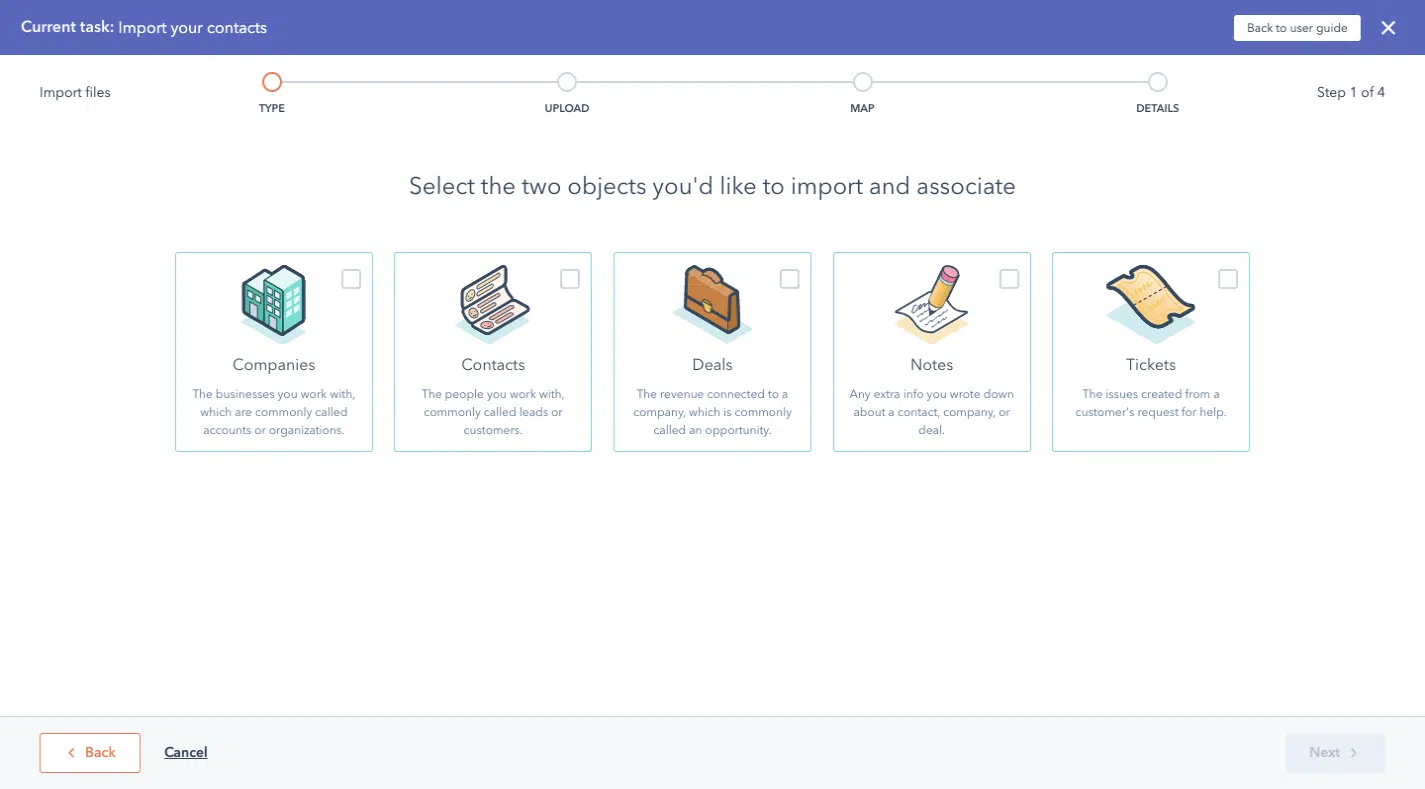 Current task: Import your contacts
Back to user guide
Import files
TYPE
UPLOAD
MAP
DETAILS
Step 1 of 4
Select the two objects you'd like to import and associate
Companies
The businesses you work with,
which are commonly called
accounts or organizations.
Contacts
The people you work with,
commonly called leads or
customers.
Deals
The revenue connected to a
company, which is commonly
called an opportunity.
Notes
Any extra info you wrote down
about a contact, company, or
deal.
Tickets
The issues created from a
customer's request for help.
Back
Cancel
Next